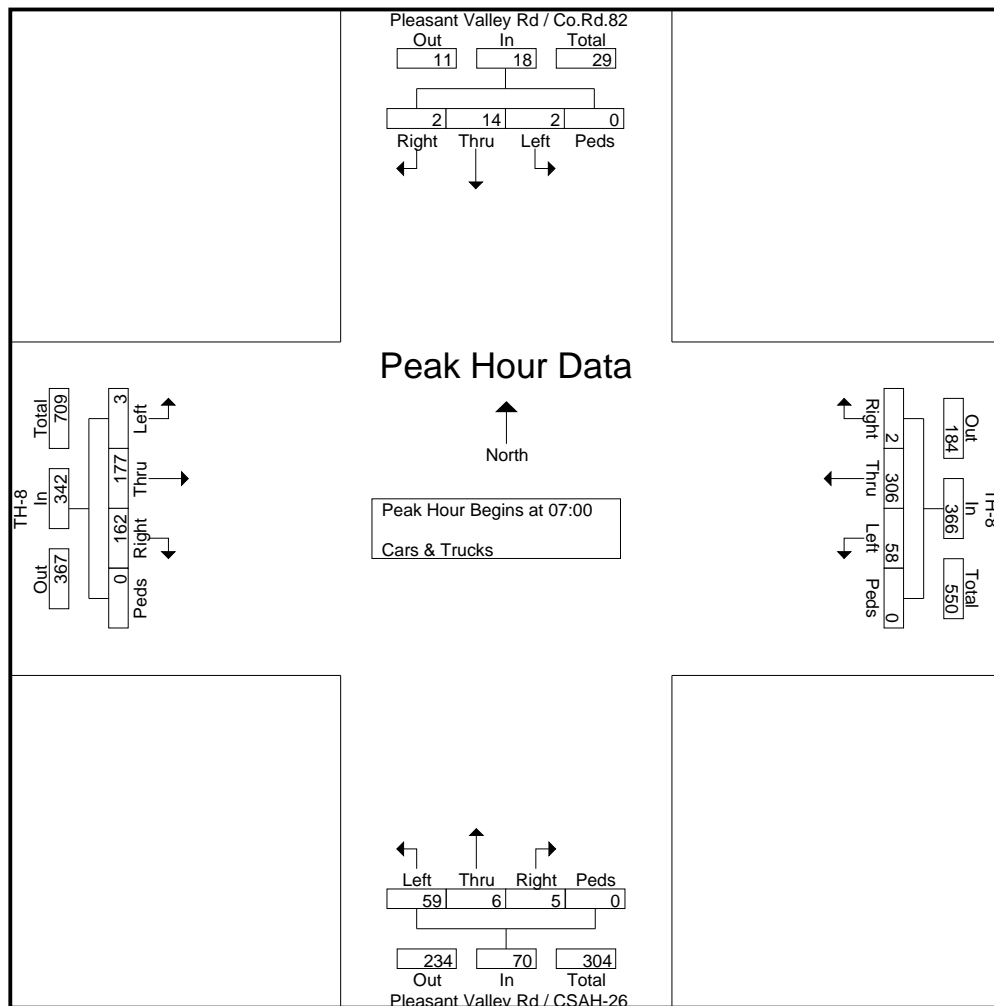 Pleasant Valley Rd / Co.Rd.82
Out In Total
11 18 29
2 14 2 0
Right Thru Left Peds
Peak Hour Data
North
Peak Hour Begins at 07:00
Cars & Trucks
TH-8
Total In Out
709 342 367
3 177 162 0
Left Thru Right Peds
Right Thru Left Peds
2 306 58 0
Out In Total
184 366 550
TH-8
Left Thru Right Peds
59 6 5 0
234 70 304
Out In Total
Pleasant Valley Rd / CSAH-26